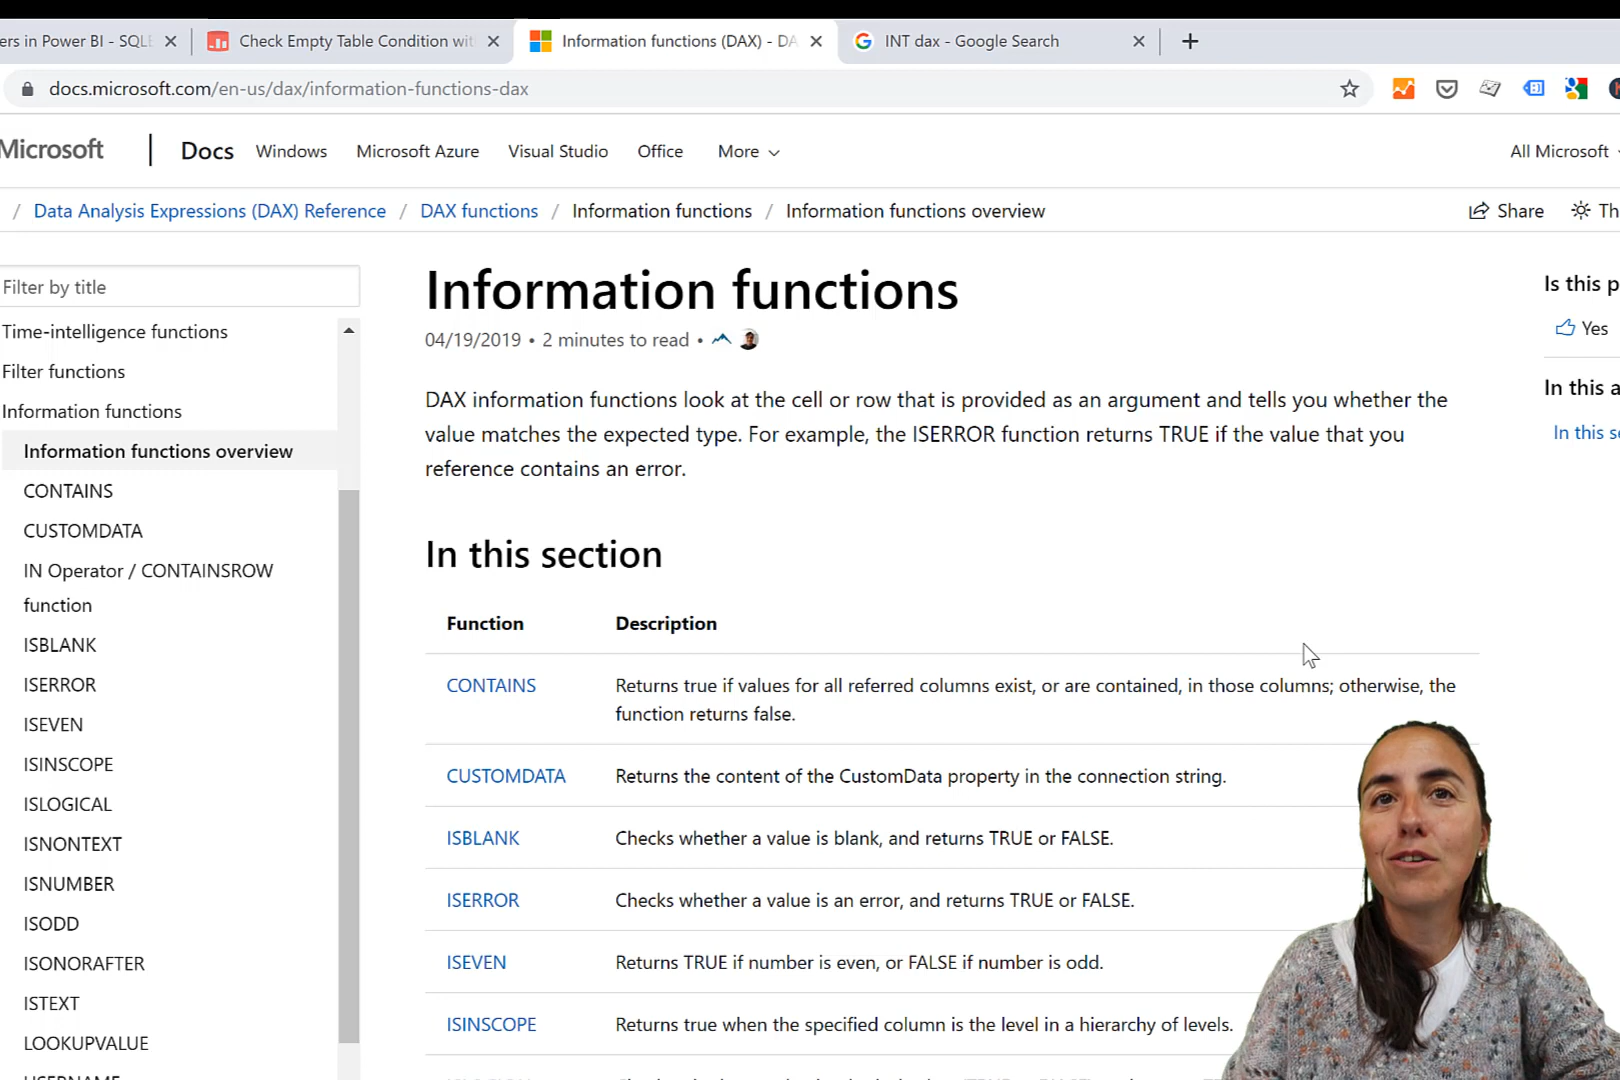 ers in Power BI - SQLB
Check Empty Table Condition wit
Information functions (DAX) - DA
INT dax - Google Search
docs.microsoft.com/en-us/dax/information-functions-dax
Microsoft
Docs
Windows
Microsoft Azure
Visual Studio
Office
More
All Microsoft
/ Data Analysis Expressions (DAX) Reference / DAX functions / Information functions / Information functions overview
Share
Th
Filter by title
Time-intelligence functions
Filter functions
Information functions
Information functions overview
CONTAINS
CUSTOMDATA
IN Operator / CONTAINSROW
function
ISBLANK
ISERROR
ISEVEN
ISINSCOPE
ISLOGICAL
ISNONTEXT
ISNUMBER
ISODD
ISONORAFTER
ISTEXT
LOOKUPVALUE
USERNAME
Information functions
04/19/2019 • 2 minutes to read •
DAX information functions look at the cell or row that is provided as an argument and tells you whether the
value matches the expected type. For example, the ISERROR function returns TRUE if the value that you
reference contains an error.
In this section
Function Description
CONTAINS Returns true if values for all referred columns exist, or are contained, in those columns; otherwise, the
function returns false.
CUSTOMDATA Returns the content of the CustomData property in the connection string.
ISBLANK Checks whether a value is blank, and returns TRUE or FALSE.
ISERROR Checks whether a value is an error, and returns TRUE or FALSE.
ISEVEN Returns TRUE if number is even, or FALSE if number is odd.
ISINSCOPE Returns true when the specified column is the level in a hierarchy of levels.
Is this p
Yes
In this a
In this se